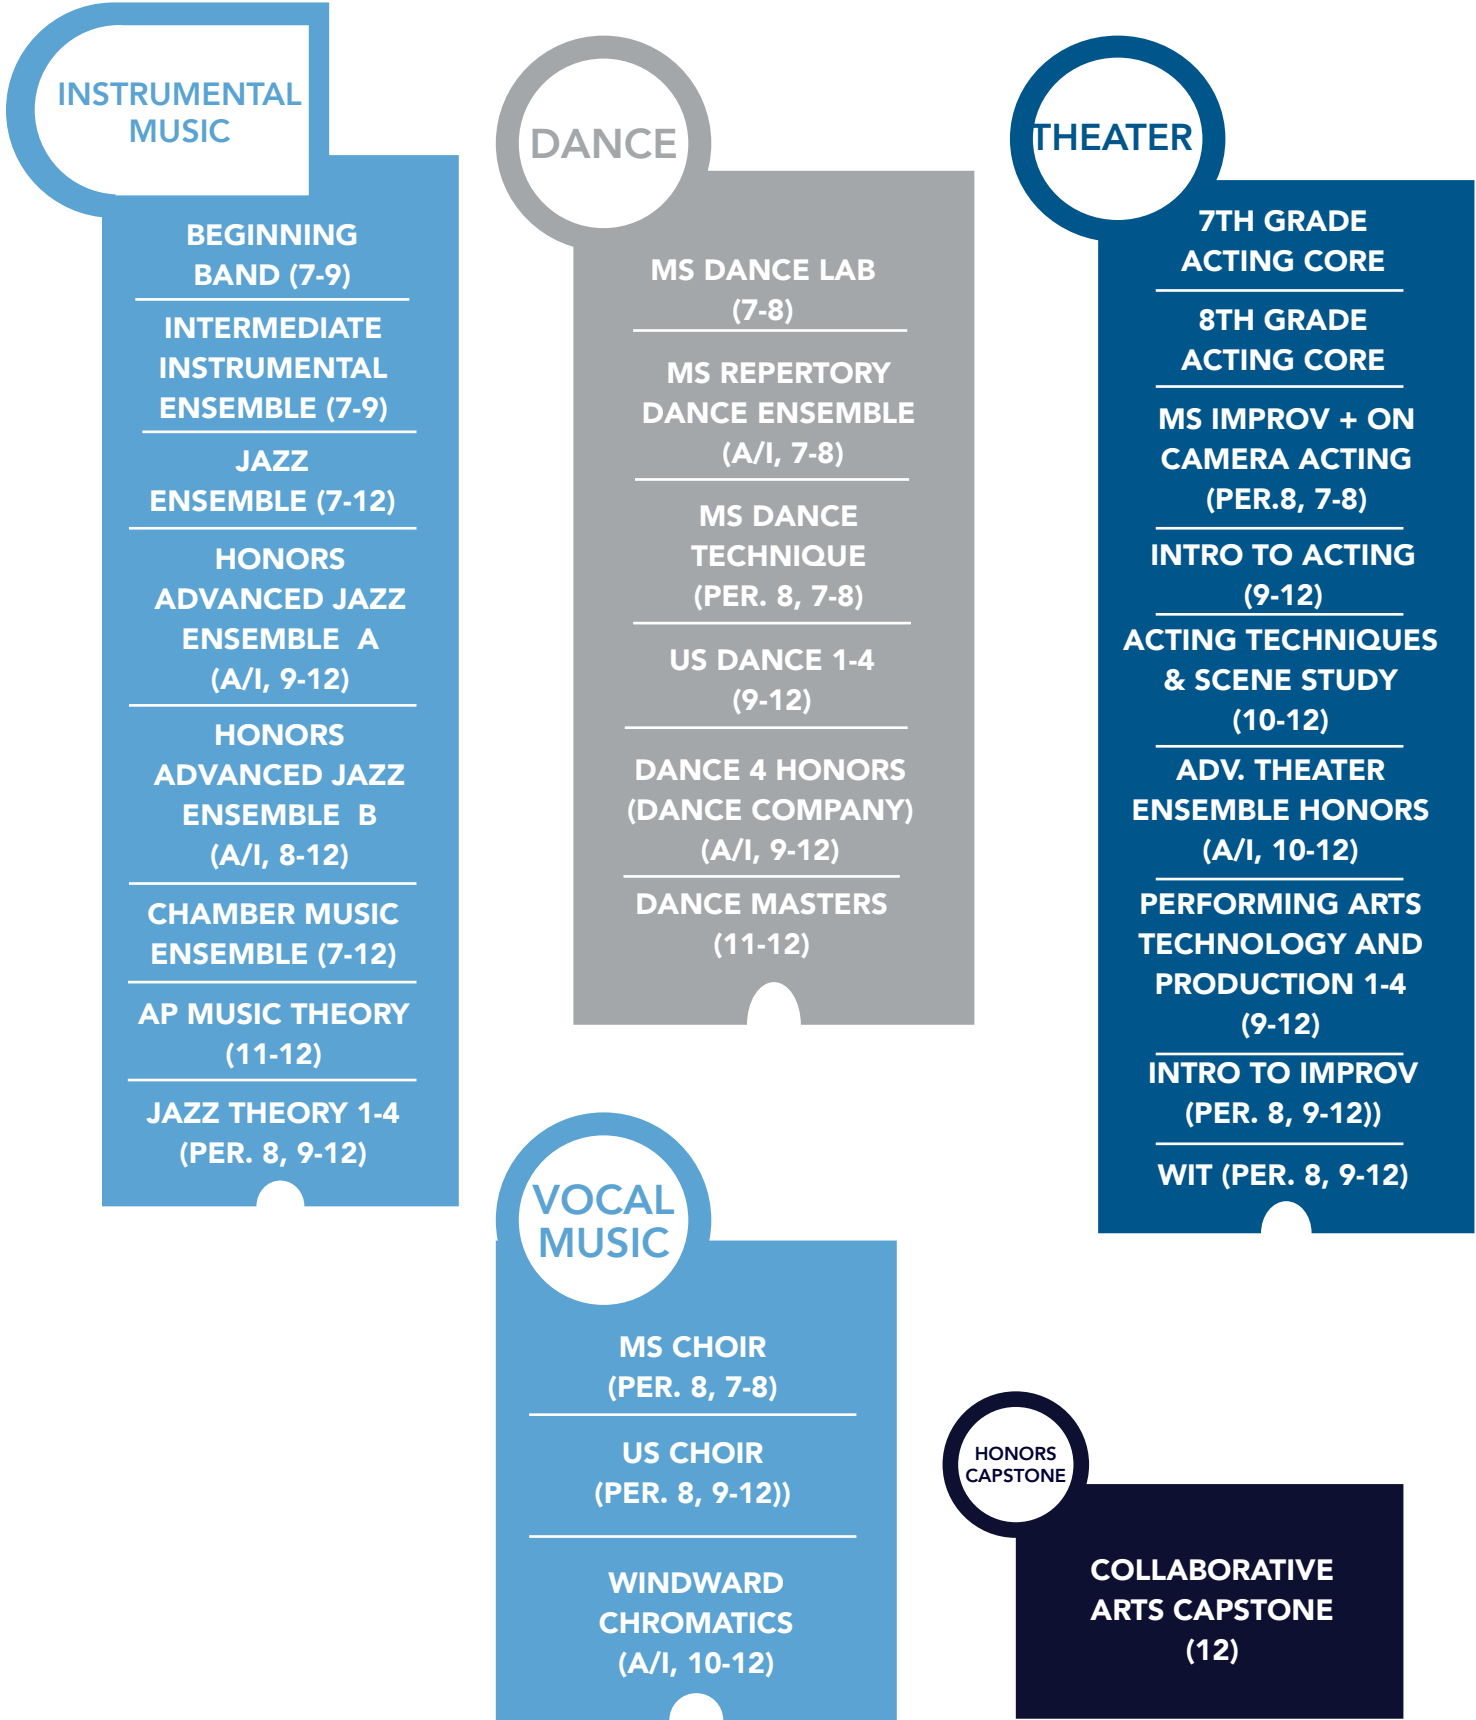 INSTRUMENTAL
MUSIC
BEGINNING
BAND (7-9)
INTERMEDIATE
INSTRUMENTAL
ENSEMBLE (7-9)
JAZZ
ENSEMBLE (7-12)
HONORS
ADVANCED JAZZ
ENSEMBLE A
(A/I, 9-12)
HONORS
ADVANCED JAZZ
ENSEMBLE B
(A/I, 8-12)
CHAMBER MUSIC
ENSEMBLE (7-12)
AP MUSIC THEORY
(11-12)
JAZZ THEORY 1-4
(PER. 8, 9-12)
DANCE
MS DANCE LAB
(7-8)
MS REPERTORY
DANCE ENSEMBLE
(A/I, 7-8)
MS DANCE
TECHNIQUE
(PER. 8, 7-8)
US DANCE 1-4
(9-12)
DANCE 4 HONORS
(DANCE COMPANY)
(A/I, 9-12)
DANCE MASTERS
(11-12)
THEATER
7TH GRADE
ACTING CORE
8TH GRADE
ACTING CORE
MS IMPROV + ON
CAMERA ACTING
(PER.8, 7-8)
INTRO TO ACTING
(9-12)
ACTING TECHNIQUES
& SCENE STUDY
(10-12)
ADV. THEATER
ENSEMBLE HONORS
(A/I, 10-12)
PERFORMING ARTS
TECHNOLOGY AND
PRODUCTION 1-4
(9-12)
INTRO TO IMPROV
(PER. 8, 9-12))
WIT (PER. 8, 9-12)
VOCAL
MUSIC
MS CHOIR
(PER. 8, 7-8)
US CHOIR
(PER. 8, 9-12))
WINDWARD
CHROMATICS
(A/I, 10-12)
HONORS
CAPSTONE
COLLABORATIVE
ARTS CAPSTONE
(12)